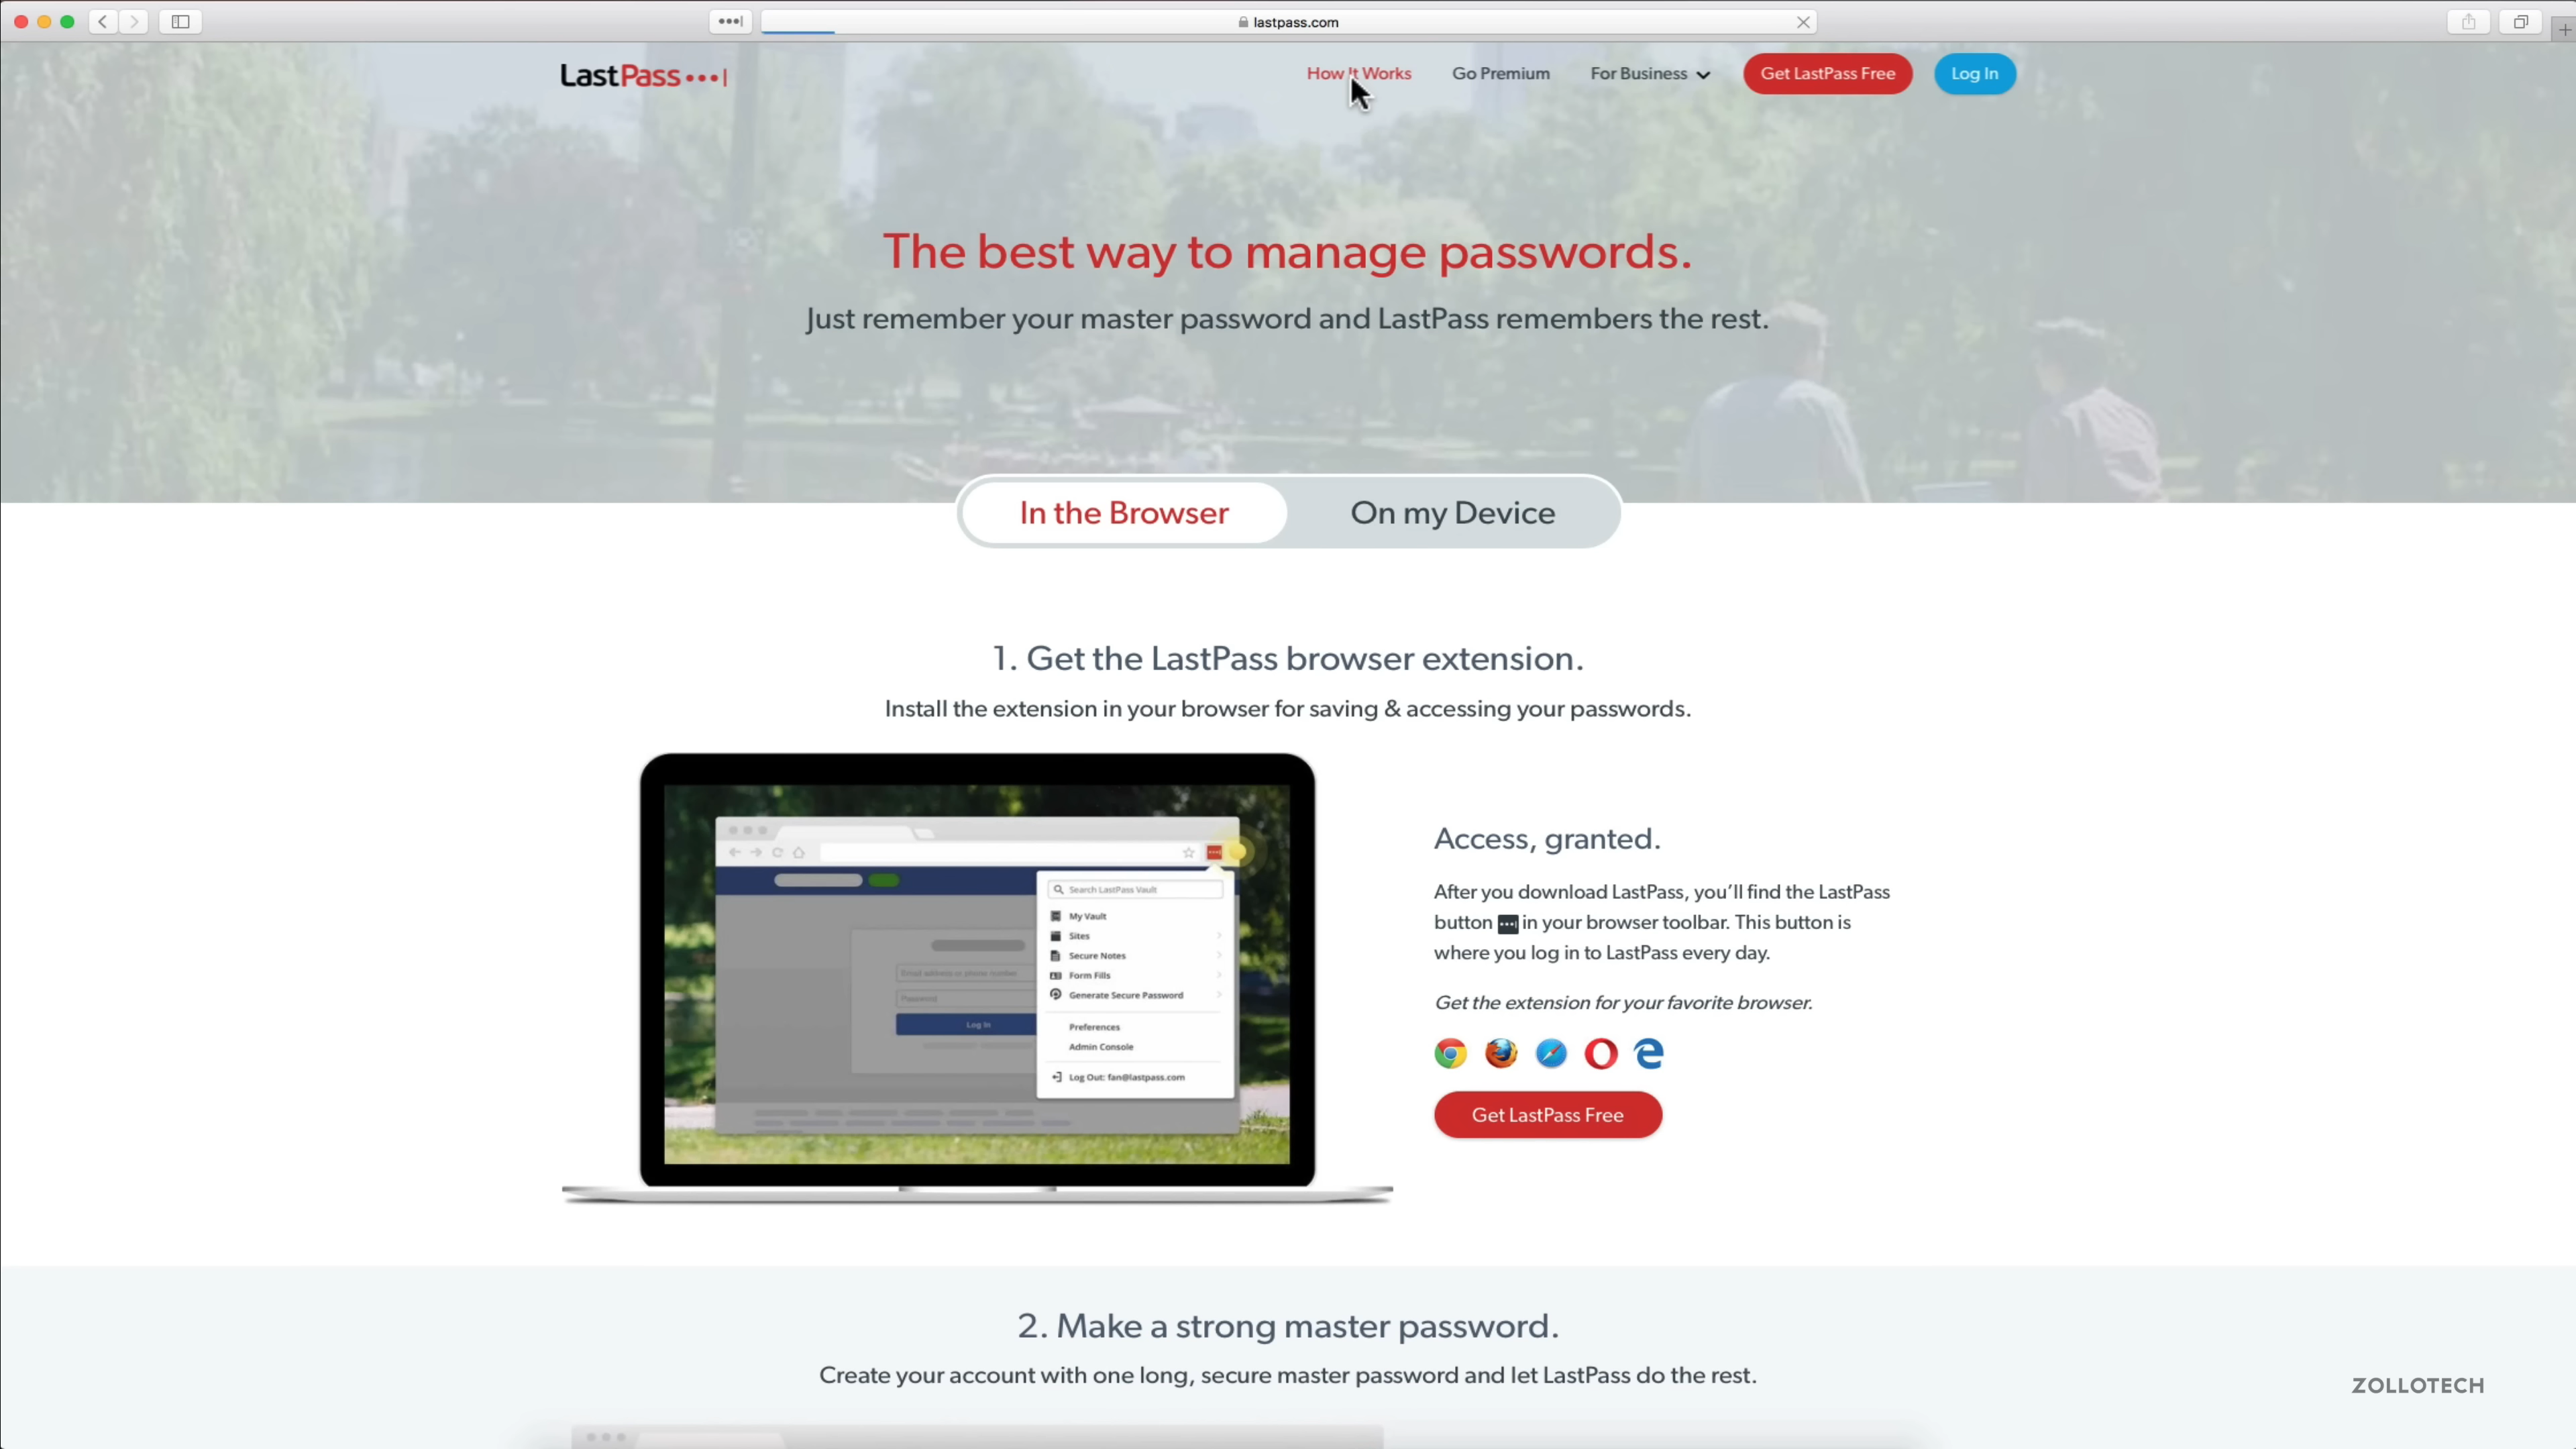 lastpass.com
LastPass
How It Works
Go Premium
For Business
Get LastPass Free
Log In
The best way to manage passwords.
Just remember your master password and LastPass remembers the rest.
In the Browser
On my Device
1. Get the LastPass browser extension.
Install the extension in your browser for saving & accessing your passwords.
Search LastPass Vault
My Vault
Sites
Secure Notes
Form Fills
Generate Secure Password
Preferences
Admin Console
Log Out: fan@lastpass.com
Email address or phone number
Password
Log In
Access, granted.
After you download LastPass, you'll find the LastPass
button in your browser toolbar. This button is
where you log in to LastPass every day.
Get the extension for your favorite browser.
Get LastPass Free
2. Make a strong master password.
Create your account with one long, secure master password and let LastPass do the rest.
ZOLLOTECH